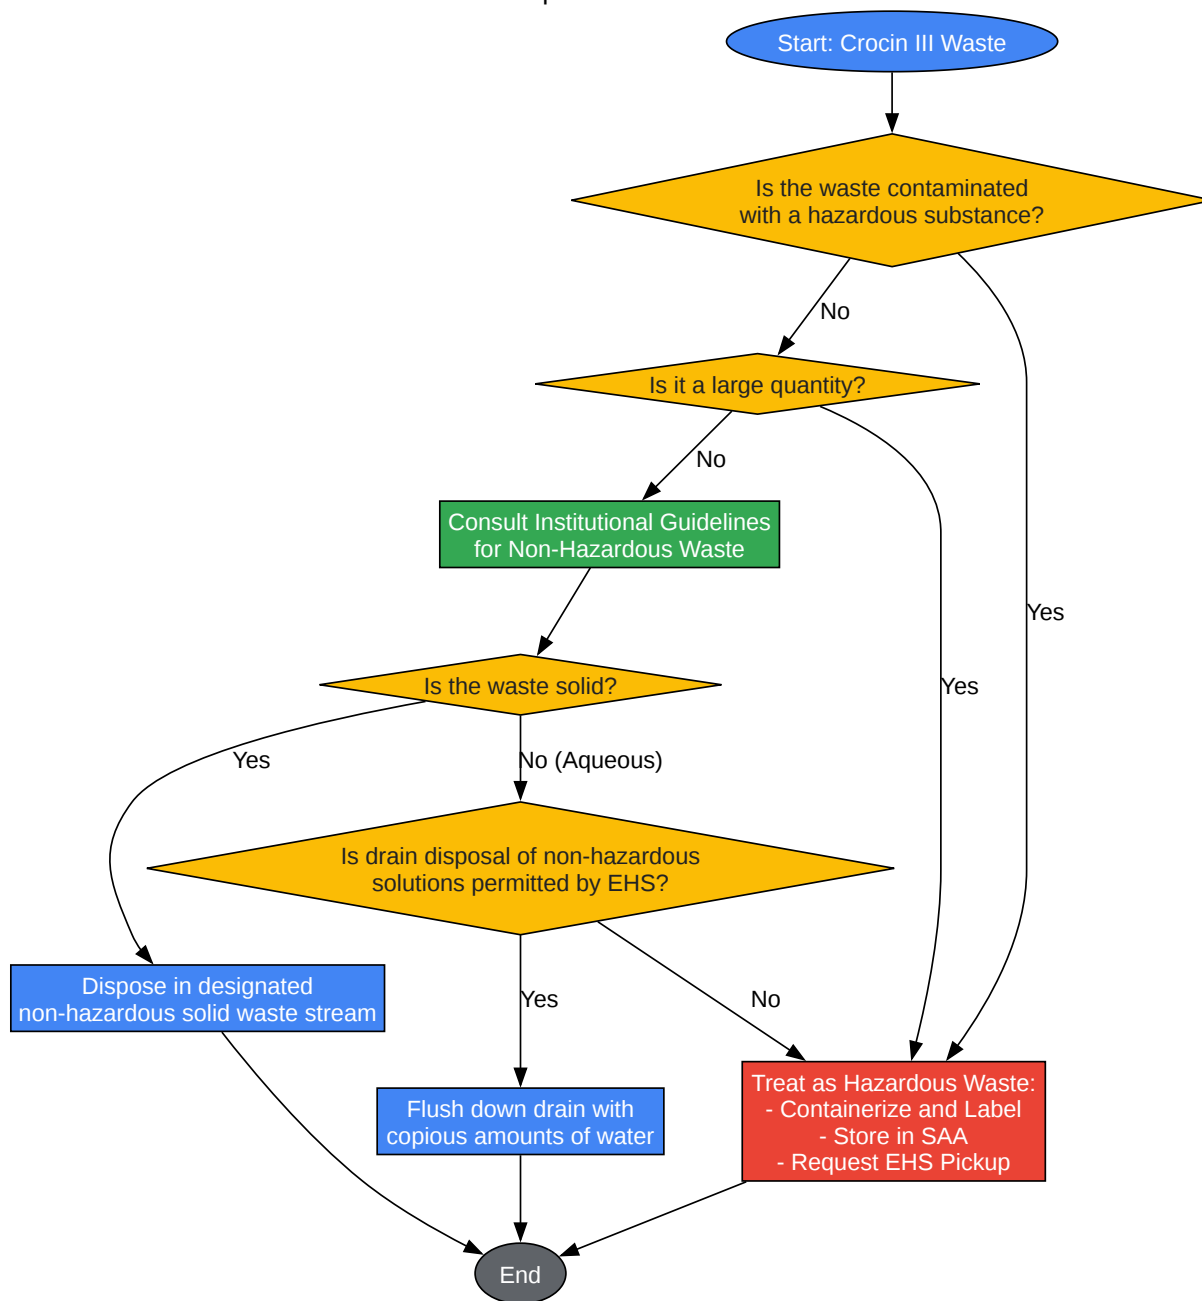 Start: Crocin III Waste
Is the waste contaminated
with a hazardous substance?
No
Is it a large quantity?
No
Consult Institutional Guidelines
for Non-Hazardous Waste
Yes
Is the waste solid?
Yes
Yes
No (Aqueous)
Is drain disposal of non-hazardous
solutions permitted by EHS?
Dispose in designated
non-hazardous solid waste stream
Yes
No
Flush down drain with
copious amounts of water
Treat as Hazardous Waste:
- Containerize and Label
- Store in SAA
- Request EHS Pickup
End